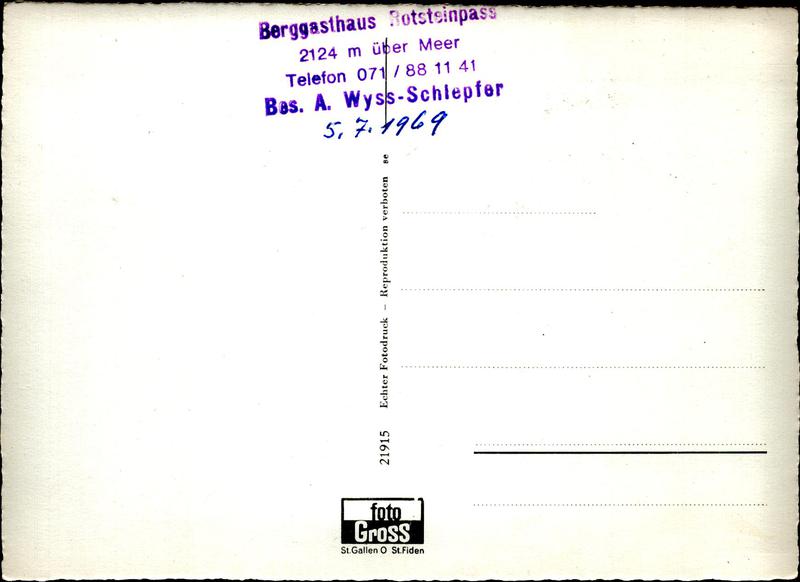 Berggasthaus Rotsteinpass
2124 m über Meer
Telefon 071 / 88 11 41
Bes. A. Wyss-Schlepfer
5. 7. 1969
21915 Echter Fotodruck – Reproduktion verboten se
foto
Gross
St.Gallen O St.Fiden